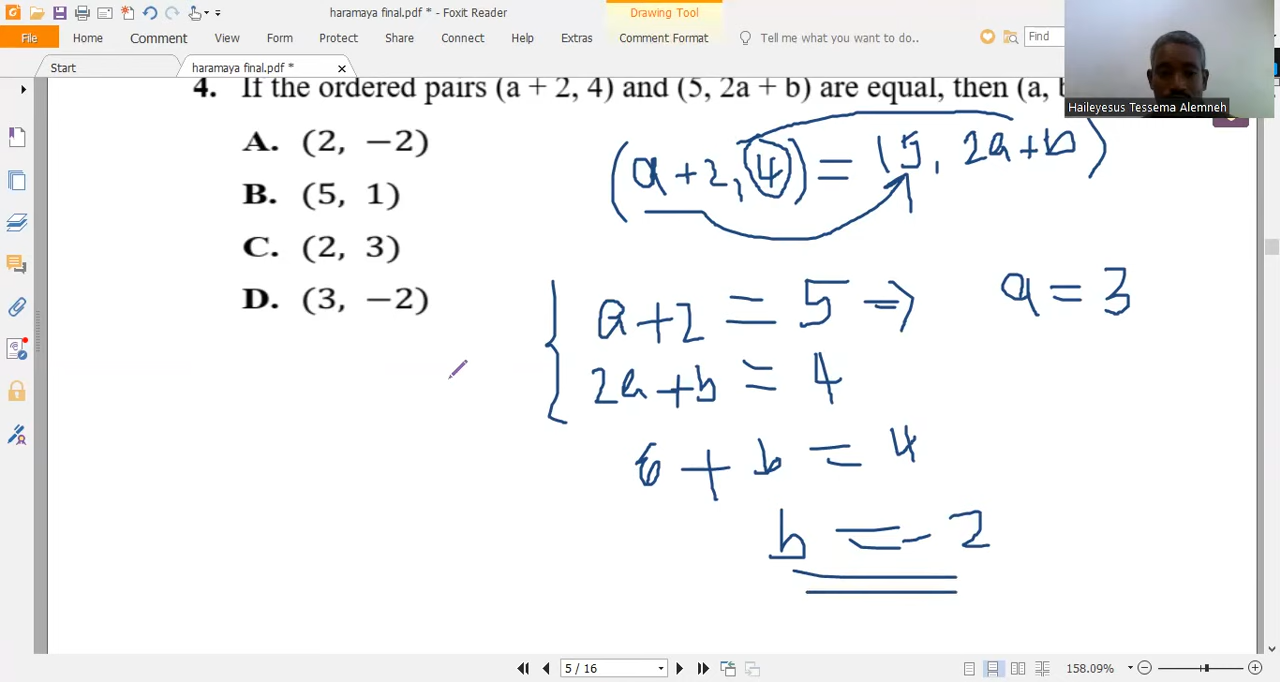 haramaya final.pdf * - Foxit Reader
Drawing Tool
File Home Comment View Form Protect Share Connect Help Extras Comment Format Tell me what you want to do.. Find
Start haramaya final.pdf *
Haileyesus Tessema Alemneh
4. If the ordered pairs (a + 2, 4) and (5, 2a + b) are equal, then (a, b
A. (2, −2)
B. (5, 1)
C. (2, 3)
D. (3, −2)
(a+2, 4) = (5, 2a+b)
a+2 = 5 ⇒ a = 3
2a+b = 4
6 + b = 4
b = -2
5 / 16
158.09%